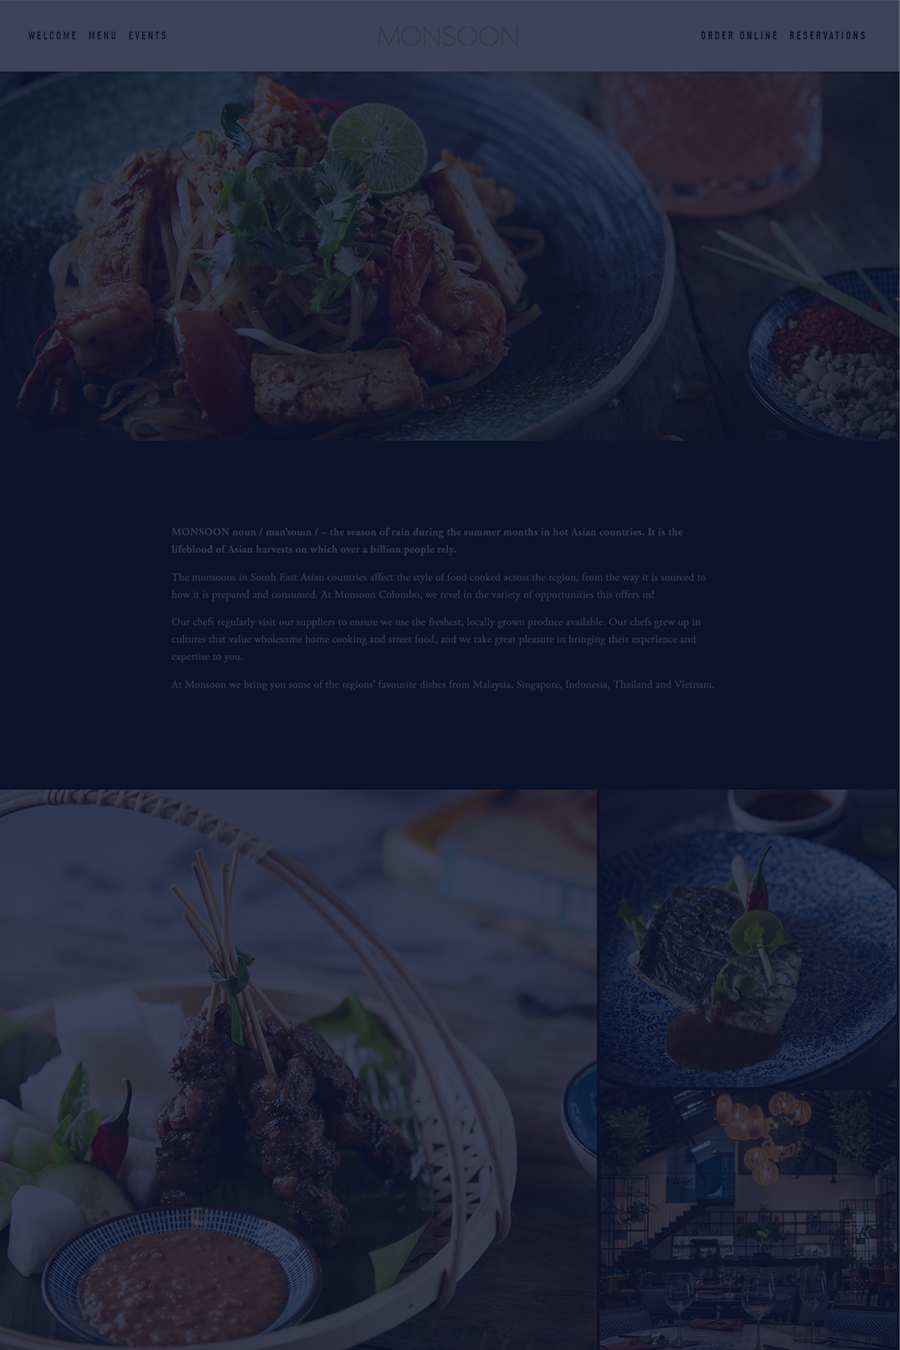 WELCOME MENU EVENTS MONSOON ORDER ONLINE RESERVATIONS
MONSOON noun / man'soun / – the season of rain during the summer months in hot Asian countries. It is the
lifeblood of Asian harvests on which over a billion people rely.
The monsoons in South East Asian countries affect the style of food cooked across the region, from the way it is sourced to
how it is prepared and consumed. At Monsoon Colombo, we revel in the variety of opportunities this offers us!
Our chefs regularly visit our suppliers to ensure we use the freshest, locally grown produce available. Our chefs grew up in
cultures that value wholesome home cooking and street food, and we take great pleasure in bringing their experience and
expertise to you.
At Monsoon we bring you some of the regions' favourite dishes from Malaysia, Singapore, Indonesia, Thailand and Vietnam.